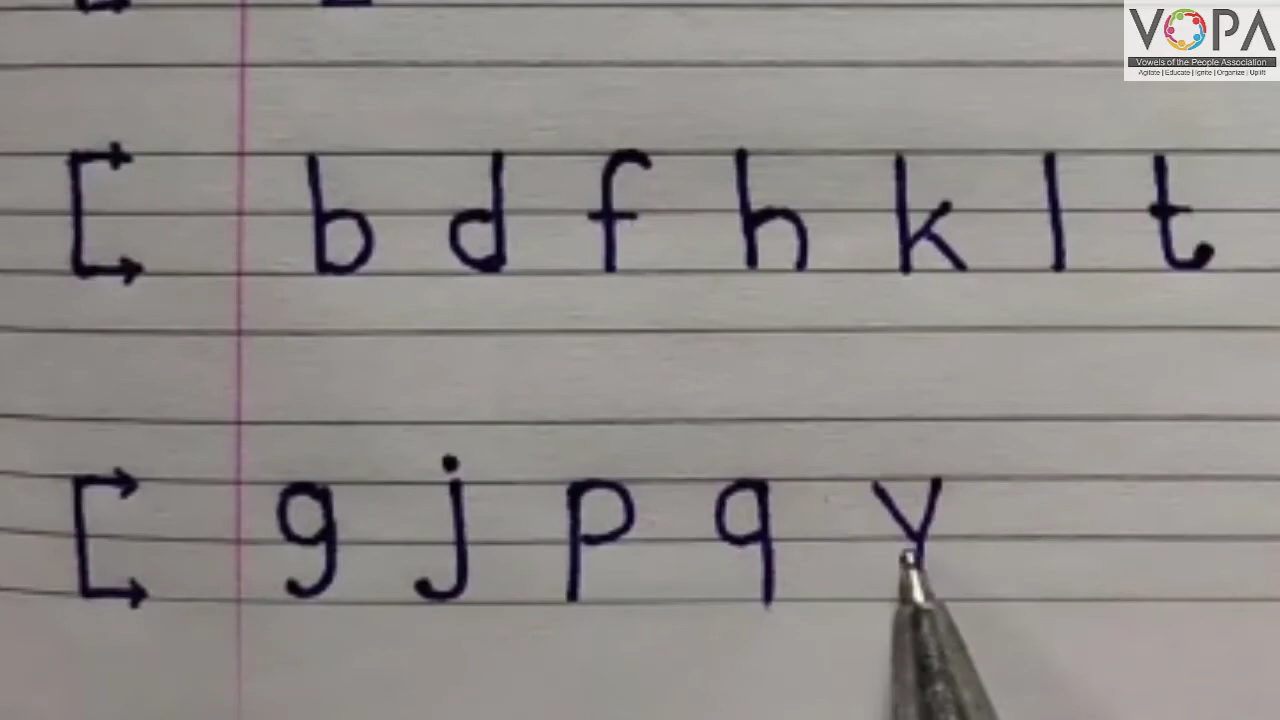 VOPA
Vowels of the People Association
Agitate | Educate | Ignite | Organize | Uplift
b d f h k l t
g j p q y